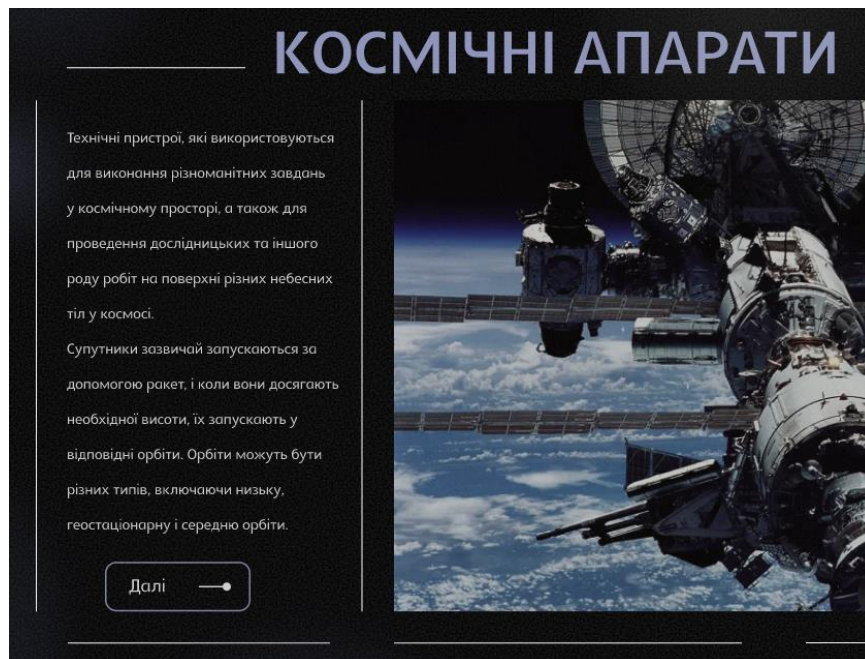 КОСМІЧНІ АПАРАТИ
Технічні пристрої, які використовуються
для виконання різноманітних завдань
у космічному просторі, а також для
проведення дослідницьких та іншого
роду робіт на поверхні різних небесних
тіл у космосі.
Супутники зазвичай запускаються за
допомогою ракет, і коли вони досягають
необхідної висоти, їх запускають у
відповідні орбіти. Орбіти можуть бути
різних типів, включаючи низьку,
геостаціонарну і середню орбіти.
Далі